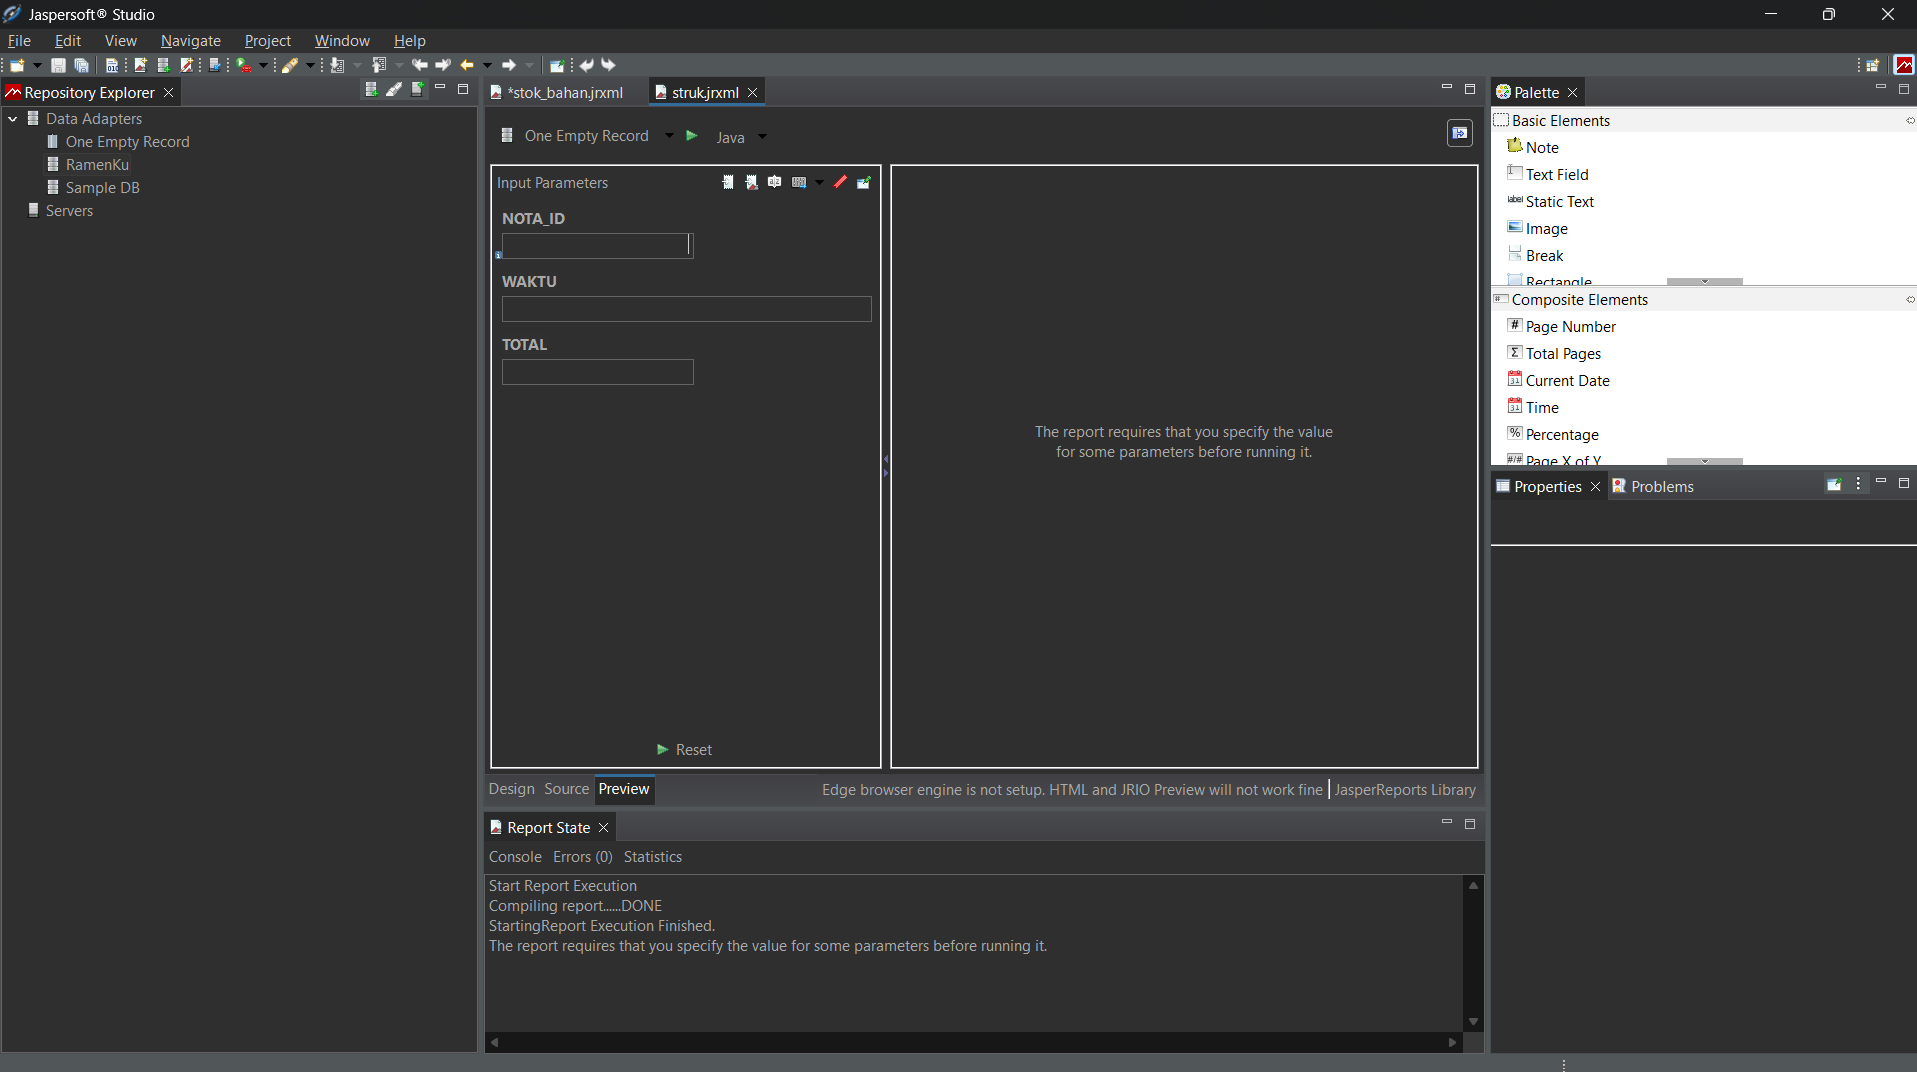 Jaspersoft® Studio
File Edit View Navigate Project Window Help
Repository Explorer
Data Adapters
One Empty Record
RamenKu
Sample DB
Servers
*stok_bahan.jrxml
struk.jrxml
One Empty Record
Java
Input Parameters
NOTA_ID
WAKTU
TOTAL
Reset
The report requires that you specify the value
for some parameters before running it.
Design Source Preview
Edge browser engine is not setup. HTML and JRIO Preview will not work fine
JasperReports Library
Report State
Console Errors (0) Statistics
Start Report Execution
Compiling report......DONE
StartingReport Execution Finished.
The report requires that you specify the value for some parameters before running it.
Palette
Basic Elements
Note
Text Field
Static Text
Image
Break
Rectangle
Composite Elements
Page Number
Total Pages
Current Date
Time
Percentage
Page X of Y
Properties
Problems